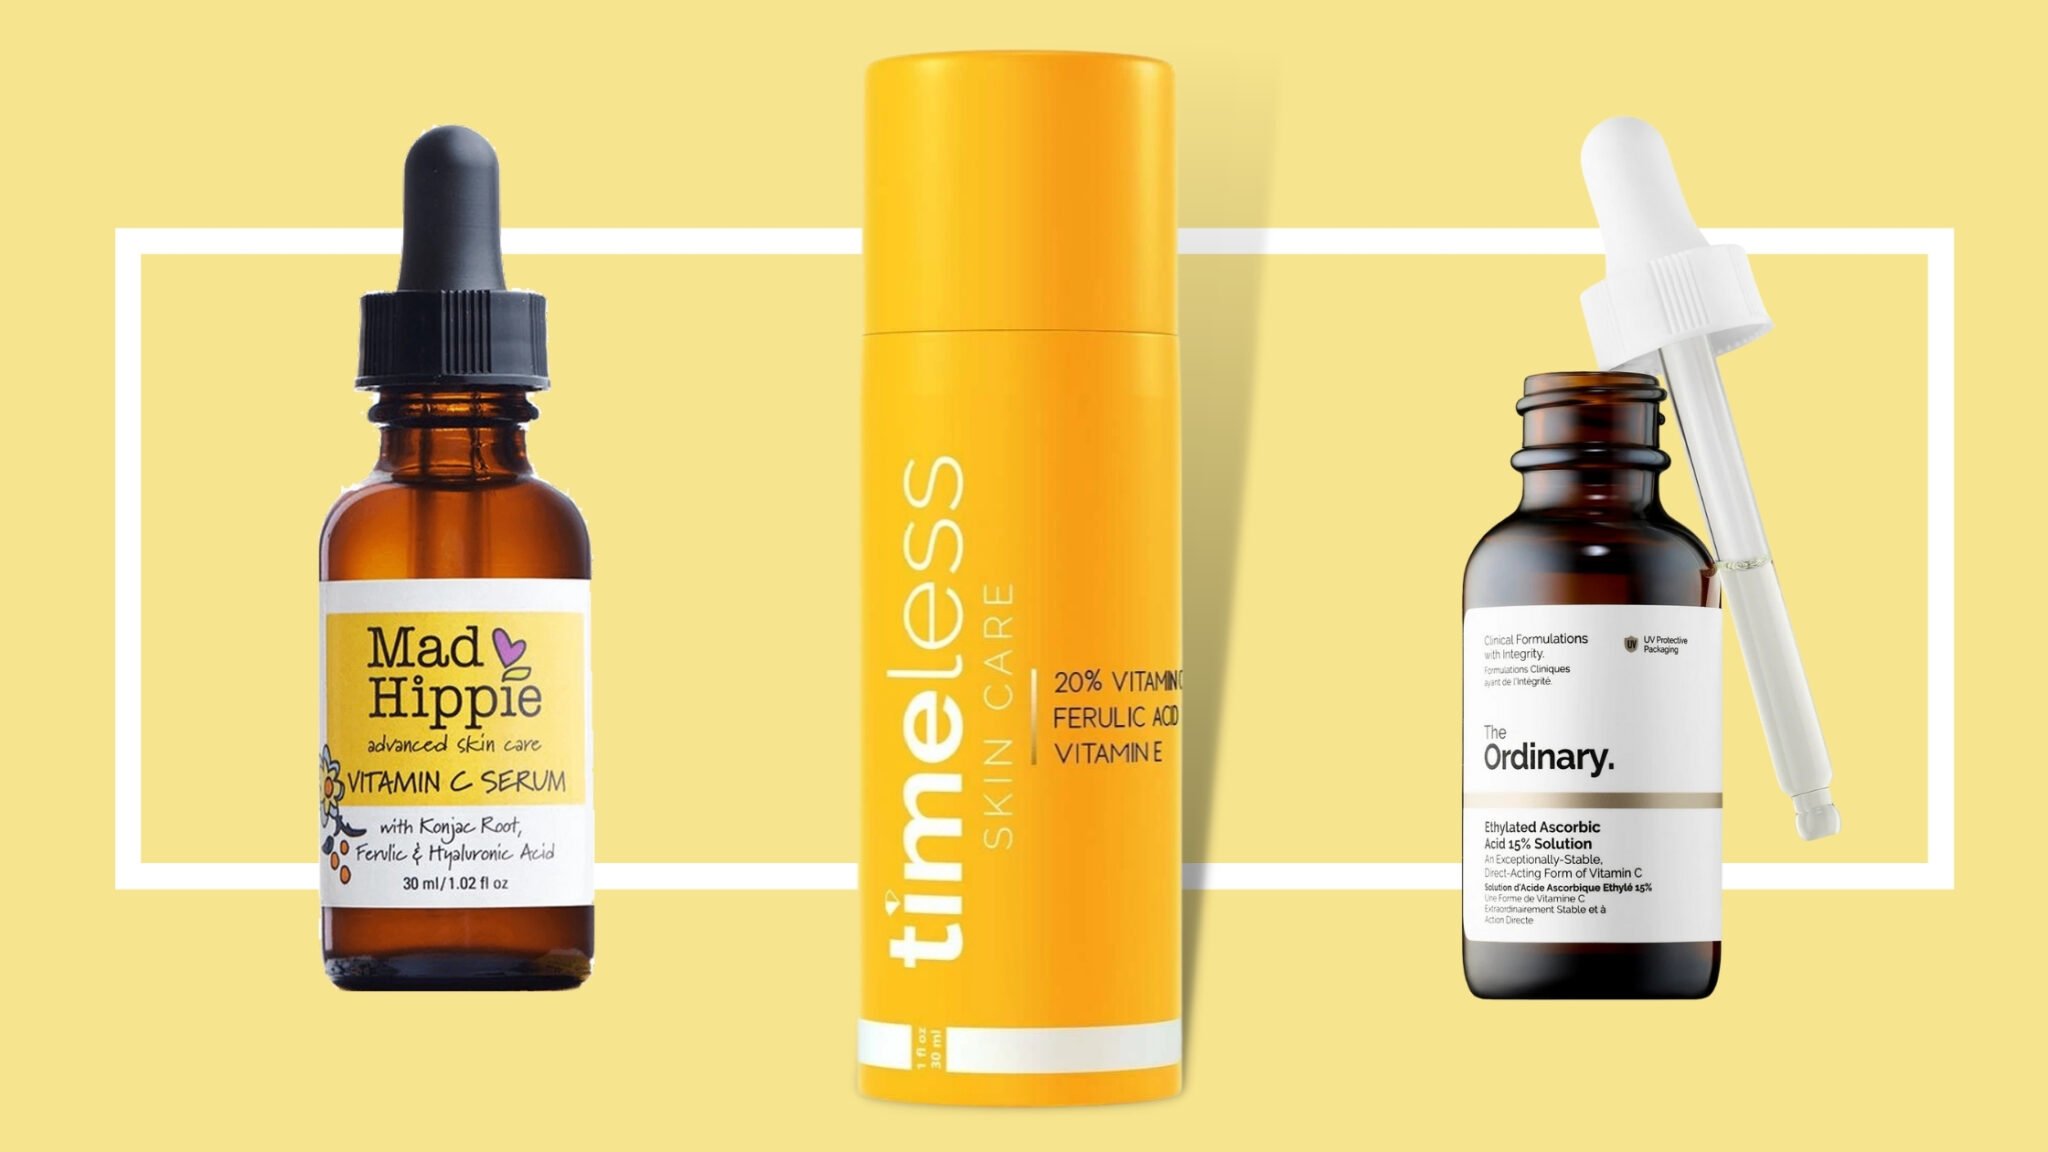 Mad
Hippie
advanced skin care
VITAMIN C SERUM
with Konjac Root,
Ferulic & Hyaluronic Acid
30 ml/1.02 fl oz
timeless
SKIN CARE
20% VITAMIN C
FERULIC ACID
VITAMIN E
1 fl oz
30 ml
Clinical Formulations
with Integrity.
Formulations Cliniques
ayant de l'Intégrité.
UV
UV Protective
Packaging
The
Ordinary.
Ethylated Ascorbic
Acid 15% Solution
An Exceptionally-Stable,
Direct-Acting Form of Vitamin C
Solution d'Acide Ascorbique Ethylé 15%
Une Forme de Vitamine C
Extraordinairement Stable et à
Action Directe